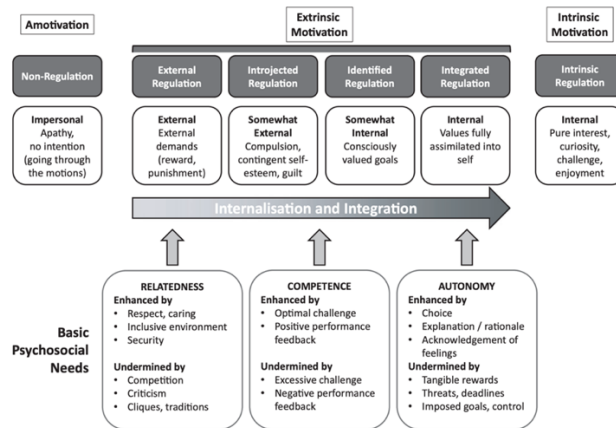 Amotivation
Extrinsic
Motivation
Intrinsic
Motivation
Non-Regulation
External
Regulation
Introjected
Regulation
Identified
Regulation
Integrated
Regulation
Intrinsic
Regulation
Impersonal
Apathy,
no intention
(going through
the motions)
External
External
demands
(reward,
punishment)
Somewhat
External
Compulsion,
contingent self-
esteem, guilt
Somewhat
Internal
Consciously
valued goals
Internal
Values fully
assimilated into
self
Internal
Pure interest,
curiosity,
challenge,
enjoyment
Internalisation and Integration
Basic
Psychosocial
Needs
RELATEDNESS
Enhanced by
• Respect, caring
• Inclusive environment
• Security
Undermined by
• Competition
• Criticism
• Cliques, traditions
COMPETENCE
Enhanced by
• Optimal challenge
• Positive performance
feedback
Undermined by
• Excessive challenge
• Negative performance
feedback
AUTONOMY
Enhanced by
• Choice
• Explanation / rationale
• Acknowledgement of
feelings
Undermined by
• Tangible rewards
• Threats, deadlines
• Imposed goals, control